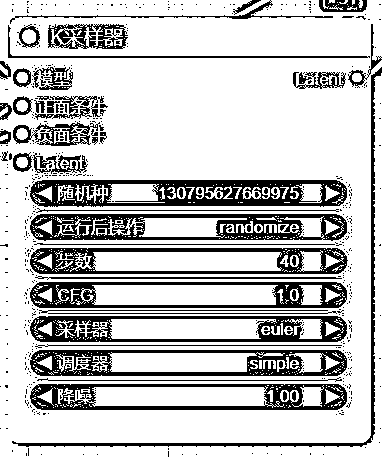 K采样器
模型 Latent
正面条件
负面条件
Latent
随机种 130795627669975
运行后操作 randomize
步数 40
CFG 1.0
采样器 euler
调度器 simple
降噪 1.00